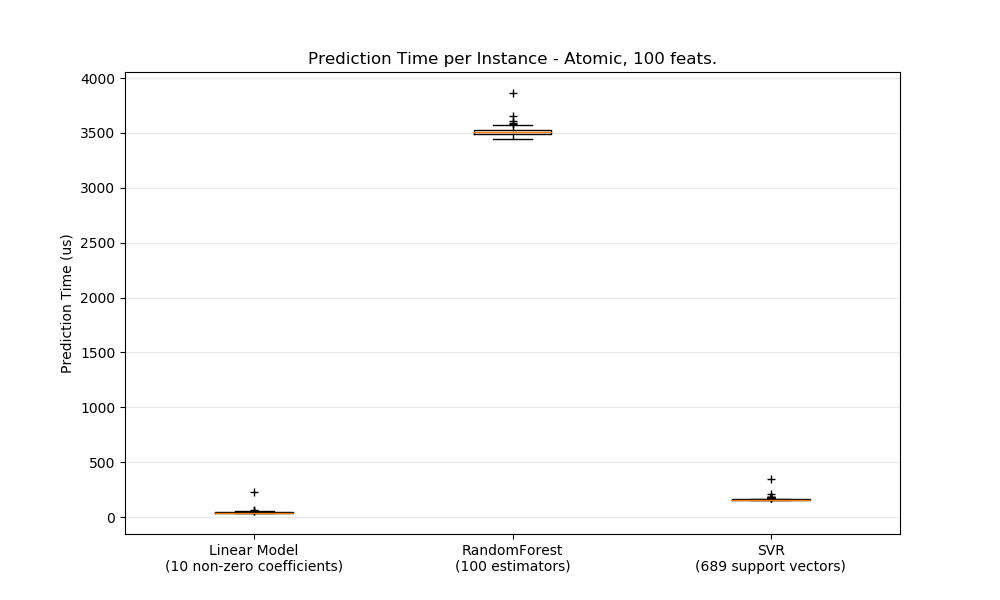 Prediction Time per Instance - Atomic, 100 feats.
4000
3500
3000
2500
2000
1500
1000
500
0
Prediction Time (us)
Linear Model
(10 non-zero coefficients)
RandomForest
(100 estimators)
SVR
(689 support vectors)